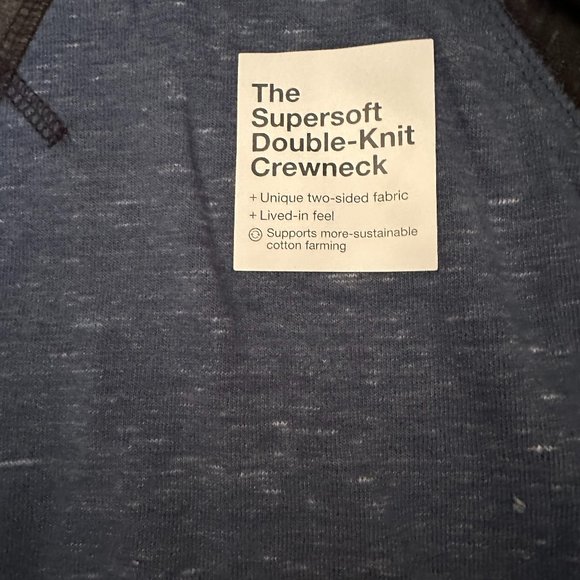 The
Supersoft
Double-Knit
Crewneck
+ Unique two-sided fabric
+ Lived-in feel
Supports more-sustainable
cotton farming